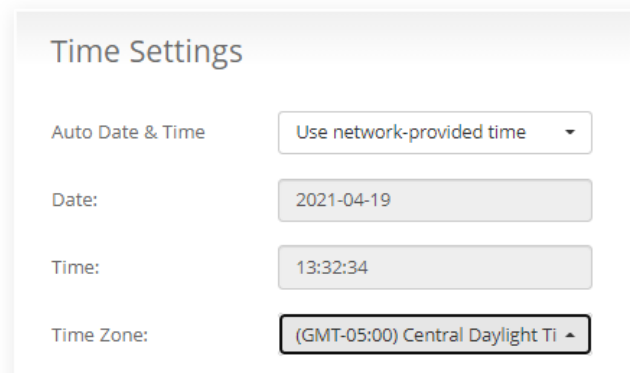 Time Settings
Auto Date & Time Use network-provided time
Date: 2021-04-19
Time: 13:32:34
Time Zone: (GMT-05:00) Central Daylight Ti